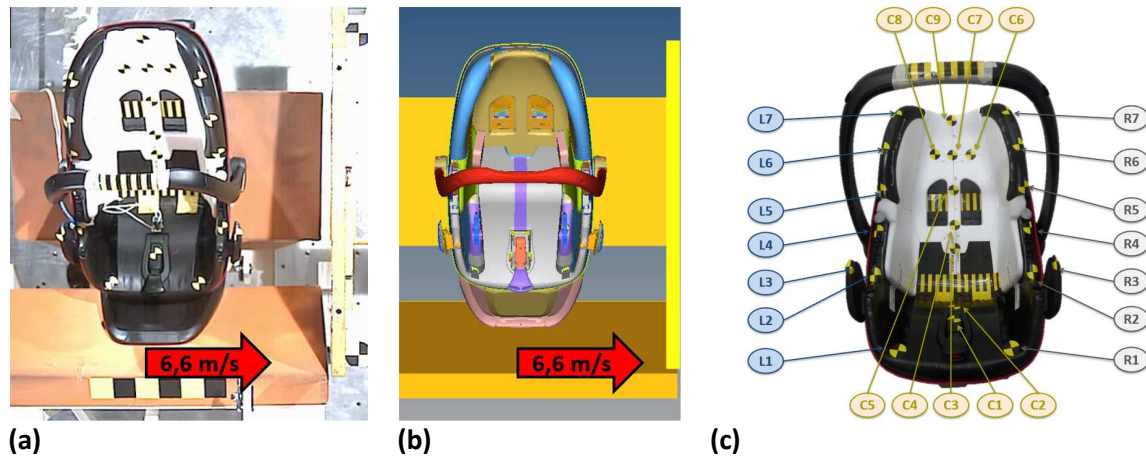 C8 C9 C7 C6
L7 R7
L6 R6
L5 R5
L4 R4
L3 R3
L2 R2
L1 R1
6,6 m/s 6,6 m/s
C5 C4 C3 C1 C2
(a) (b) (c)